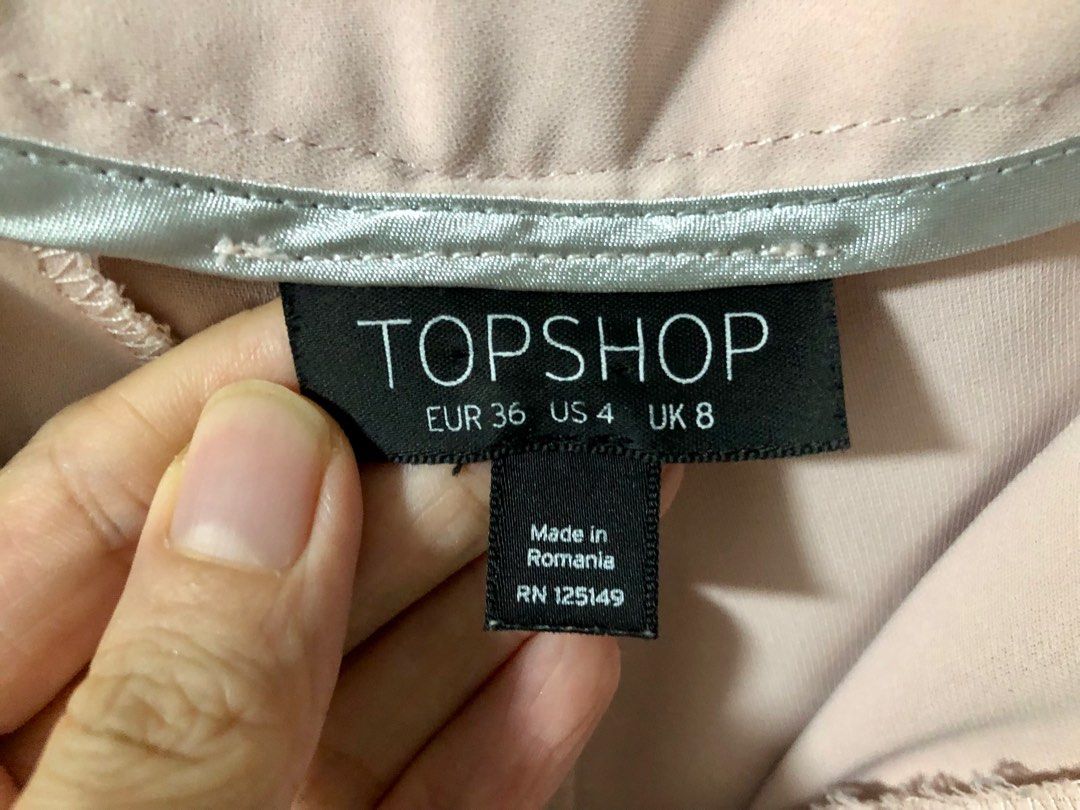 TOPSHOP
EUR 36 US 4 UK 8
Made in
Romania
RN 125149